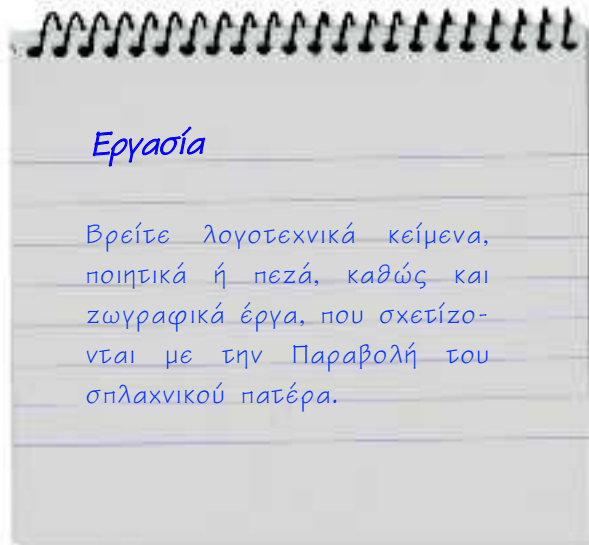 Εργασία
Βρείτε λογοτεχνικά κείμενα,
ποιητικά ή πεζά, καθώς και
ζωγραφικά έργα, που σχετίζο-
νται με την Παραβολή του
σπλαχνικού πατέρα.